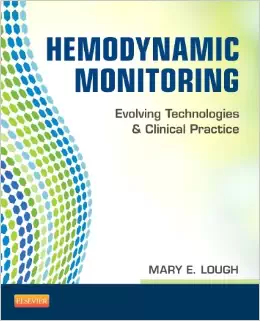 HEMODYNAMIC
MONITORING
Evolving Technologies
& Clinical Practice
MARY E. LOUGH
ELSEVIER